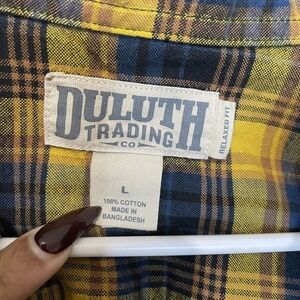 DULUTH
TRADING
CO
RELAXED FIT
L
100% COTTON
MADE IN
BANGLADESH